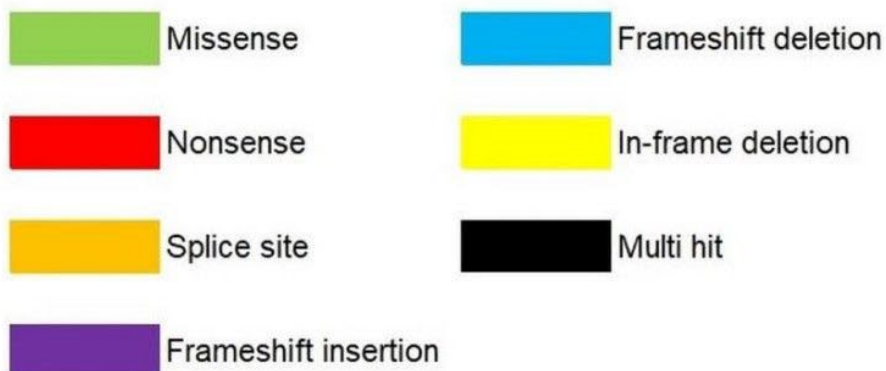 Missense
Frameshift deletion
Nonsense
In-frame deletion
Splice site
Multi hit
Frameshift insertion